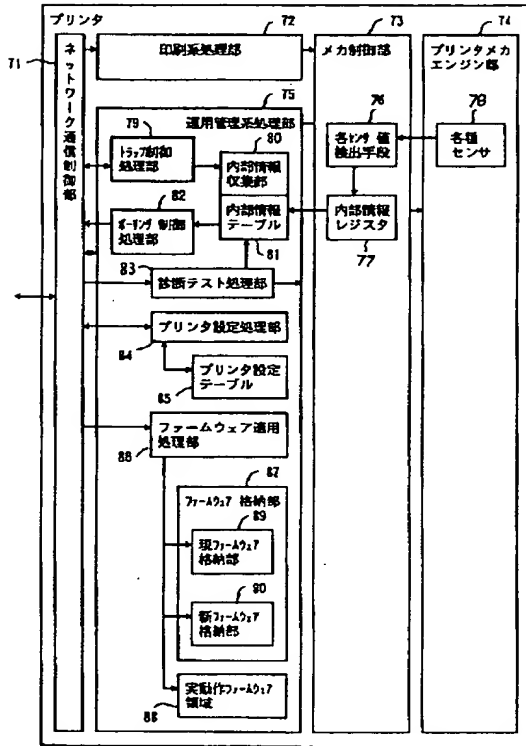 プリンタ
71
ネットワーク通信制御部
72
印刷系処理部
73
メカ制御部
74
プリンタメカ
エンジン部
75
運用管理系処理部
79
トラップ制御
処理部
80
内部情報
収集部
76
各センサ値
検出手段
78
各種
センサ
82
ポーリング制御
処理部
内部情報
テーブル
81
内部情報
レジスタ
77
83
診断テスト処理部
プリンタ設定処理部
84
プリンタ設定
テーブル
85
ファームウェア適用
処理部
86
87
ファームウェア格納部
89
現ファームウェア
格納部
80
新ファームウェア
格納部
実動作ファームウェア
領域
88